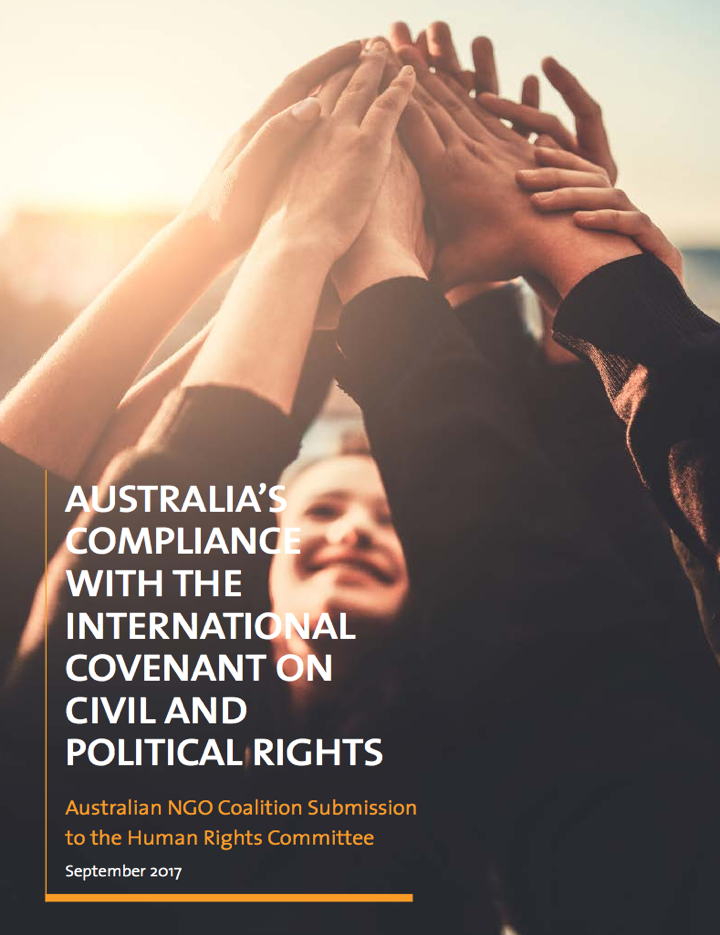 AUSTRALIA’S
COMPLIANCE
WITH THE
INTERNATIONAL
COVENANT ON
CIVIL AND
POLITICAL RIGHTS
Australian NGO Coalition Submission
to the Human Rights Committee
September 2017